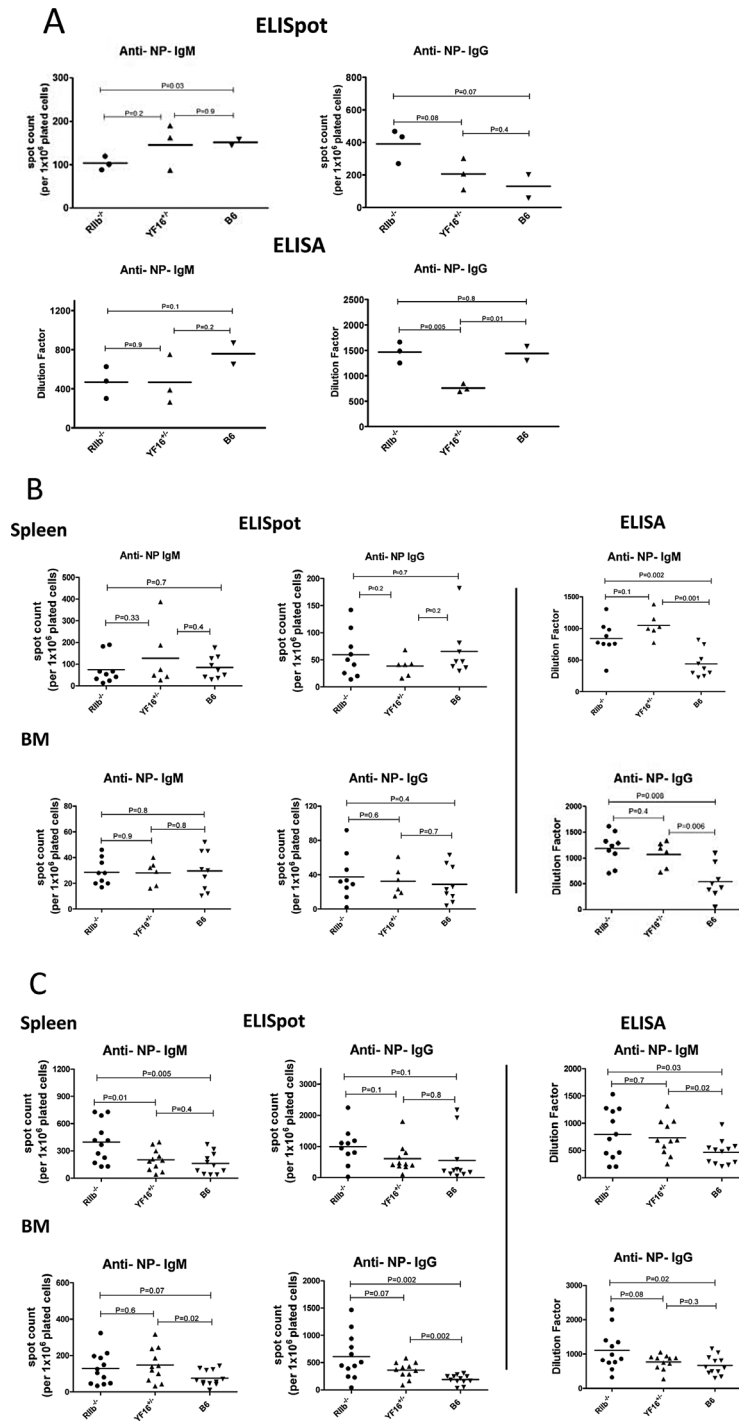 A
ELISpot
Anti- NP- IgM
spot count
(per 1x10⁶ plated cells)
300
200
100
0
P=0.03
P=0.2
P=0.9
RIIb⁻/⁻
YF16⁺/⁻
B6
Anti- NP- IgG
spot count
(per 1x10⁶ plated cells)
800
600
400
200
0
P=0.07
P=0.08
P=0.4
RIIb⁻/⁻
YF16⁺/⁻
B6
ELISA
Anti- NP- IgM
Dilution Factor
1200
800
400
0
P=0.1
P=0.2
P=0.9
RIIb⁻/⁻
YF16⁺/⁻
B6
Anti- NP- IgG
Dilution Factor
2500
2000
1500
1000
500
0
P=0.8
P=0.01
P=0.005
RIIb⁻/⁻
YF16⁺/⁻
B6
B
Spleen
ELISpot
ELISA
Anti- NP IgM
spot count
(per 1x10⁶ plated cells)
500
400
300
200
100
0
P=0.7
P=0.33
P=0.4
RIIb⁻/⁻
YF16⁺/⁻
B6
Anti- NP IgG
spot count
(per 1x10⁶ plated cells)
200
150
100
50
0
P=0.7
P=0.2
P=0.2
RIIb⁻/⁻
YF16⁺/⁻
B6
Anti- NP- IgM
Dilution Factor
1500
1000
500
0
P=0.002
P=0.1
P=0.001
RIIb⁻/⁻
YF16⁺/⁻
B6
BM
Anti- NP- IgM
spot count
(per 1x10⁶ plated cells)
80
60
40
20
0
P=0.8
P=0.8
P=0.9
RIIb⁻/⁻
YF16⁺/⁻
B6
Anti- NP- IgG
spot count
(per 1x10⁶ plated cells)
120
80
40
0
P=0.4
P=0.6
P=0.7
RIIb⁻/⁻
YF16⁺/⁻
B6
Anti- NP- IgG
Dilution Factor
2000
1500
1000
500
0
P=0.008
P=0.4
P=0.006
RIIb⁻/⁻
YF16⁺/⁻
B6
C
Spleen
ELISpot
ELISA
Anti- NP- IgM
spot count
(per 1x10⁶ plated cells)
1200
900
600
300
0
P=0.005
P=0.01
P=0.4
RIIb⁻/⁻
YF16⁺/⁻
B6
Anti- NP- IgG
spot count
(per 1x10⁶ plated cells)
3000
2000
1000
0
P=0.1
P=0.1
P=0.8
RIIb⁻/⁻
YF16⁺/⁻
B6
Anti- NP- IgM
Dilution Factor
2000
1500
1000
500
0
P=0.03
P=0.7
P=0.02
RIIb⁻/⁻
YF16⁺/⁻
B6
BM
Anti- NP- IgM
spot count
(per 1x10⁶ plated cells)
600
400
200
0
P=0.07
P=0.6
P=0.02
RIIb⁻/⁻
YF16⁺/⁻
B6
Anti- NP- IgG
spot count
(per 1x10⁶ plated cells)
2000
1500
1000
500
0
P=0.002
P=0.07
P=0.002
RIIb⁻/⁻
YF16⁺/⁻
B6
Anti- NP- IgG
Dilution Factor
3000
2000
1000
0
P=0.02
P=0.08
P=0.3
RIIb⁻/⁻
YF16⁺/⁻
B6